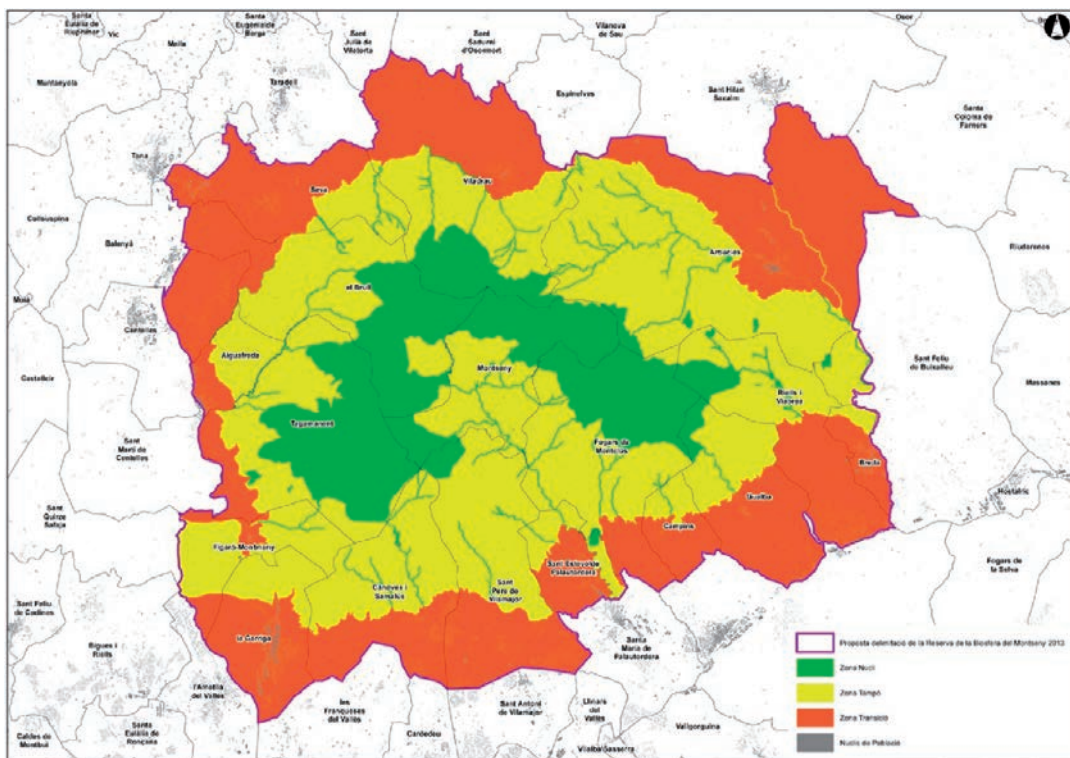 Santa
Eulàlia de
Riuprimer
Vic
Malla
Santa
Eugènia de
Berga
Sant
Julià de
Vilatorta
Sant
Sadurní
d'Osormort
Vilanova
de Sau
Osor
Muntanyola
Taradell
Espinelves
Sant Hilari
Sacalm
Santa
Coloma de
Farners
Tona
Seva
Viladrau
Collsuspina
Balenyà
Arbúcies
Riudarenes
el Brull
Moià
Centelles
Aiguafreda
Montseny
Sant Feliu
de Buixalleu
Massanes
Castellcir
Riells i
Viabrea
Tagamanent
Sant
Martí de
Centelles
Fogars de
Montclús
Breda
Gualba
Hostalric
Sant
Quirze
Safaja
Campins
Figaró-Montmany
Sant Esteve de
Palautordera
Fogars de
la Selva
Cànoves i
Samalús
Sant
Pere de
Vilamajor
Sant Feliu
de Codines
la Garriga
Santa
Maria de
Palautordera
Bigues i
Riells
l'Ametlla
del Vallès
les
Franqueses
del Vallès
Sant Antoni
de Vilamajor
Llinars
del
Vallès
Vallgorguina
Caldes de
Montbui
Santa
Eulàlia de
Ronçana
Cardedeu
Vilalba Sasserra
Proposta delimitació de la Reserva de la Biosfera del Montseny 2013
Zona Nucli
Zona Tampó
Zona Transició
Nuclis de Població